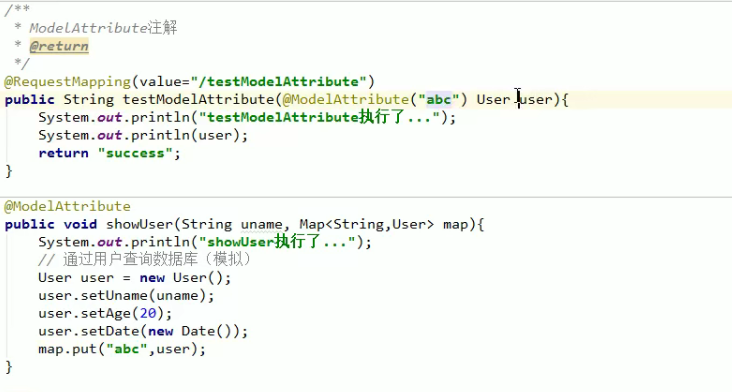 /**
 * ModelAttribute注解
 * @return
 */
@RequestMapping(value="/testModelAttribute")
public String testModelAttribute(@ModelAttribute("abc") User user){
    System.out.println("testModelAttribute执行了...");
    System.out.println(user);
    return "success";
}
@ModelAttribute
public void showUser(String uname, Map<String,User> map){
    System.out.println("showUser执行了...");
    // 通过用户查询数据库（模拟）
    User user = new User();
    user.setUname(uname);
    user.setAge(20);
    user.setDate(new Date());
    map.put("abc",user);
}